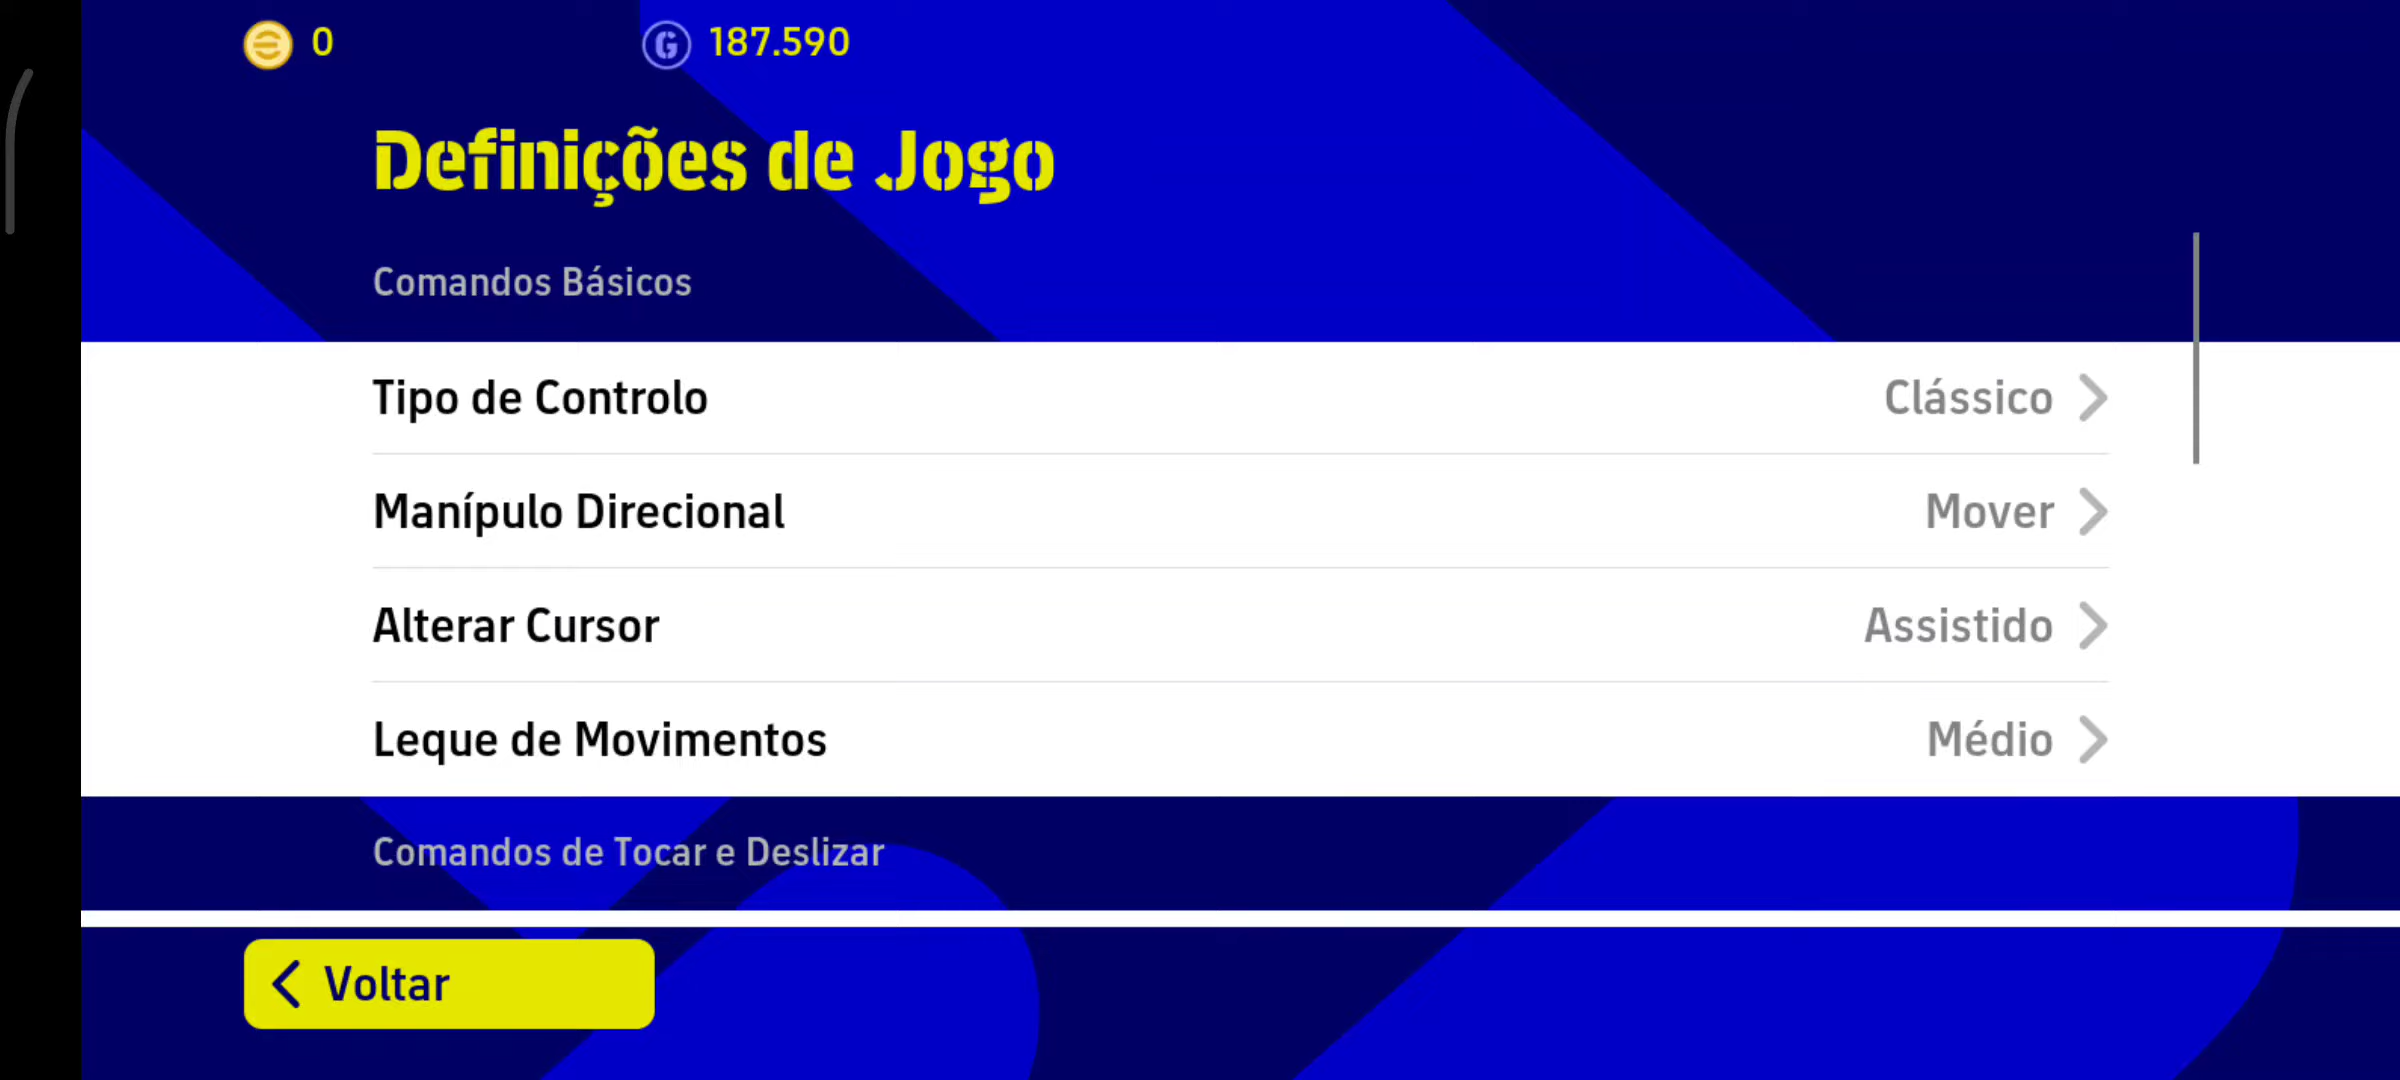 0
187.590
Definições de Jogo
Comandos Básicos
Tipo de Controlo
Clássico
Manípulo Direcional
Mover
Alterar Cursor
Assistido
Leque de Movimentos
Médio
Comandos de Tocar e Deslizar
Voltar